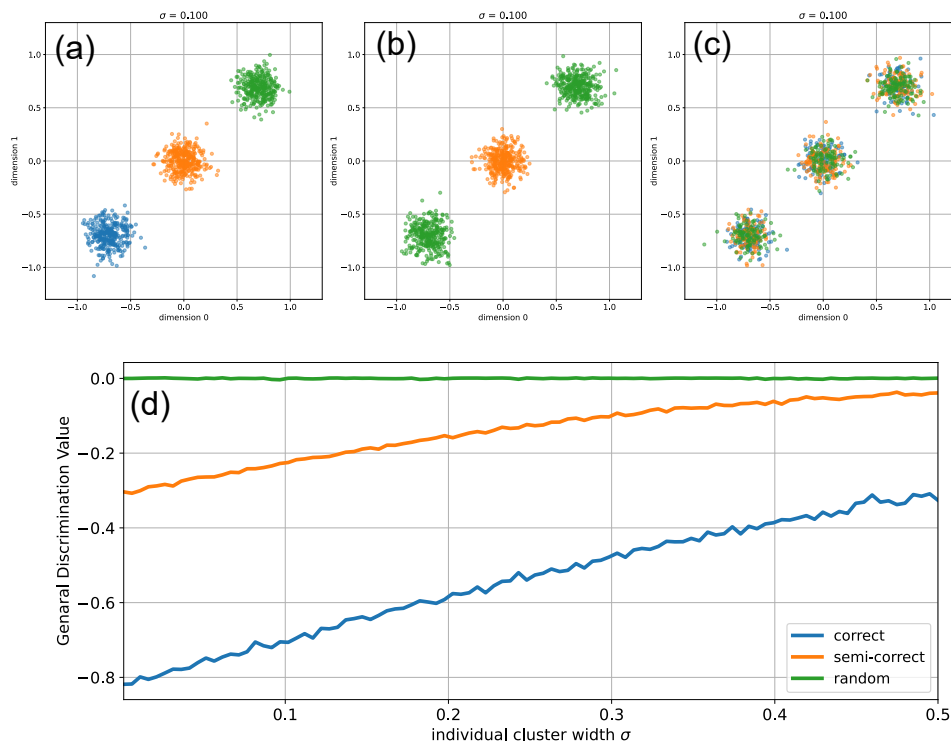 σ = 0.100
(a)
1.0
0.5
0.0
−0.5
−1.0
dimension 1
−1.0 −0.5 0.0 0.5 1.0
dimension 0
σ = 0.100
(b)
1.0
0.5
0.0
−0.5
−1.0
dimension 1
−1.0 −0.5 0.0 0.5 1.0
dimension 0
σ = 0.100
(c)
1.0
0.5
0.0
−0.5
−1.0
dimension 1
−1.0 −0.5 0.0 0.5 1.0
dimension 0
(d)
0.0
−0.2
−0.4
−0.6
−0.8
Genaral Discrimination Value
correct
semi-correct
random
0.1 0.2 0.3 0.4 0.5
individual cluster width σ